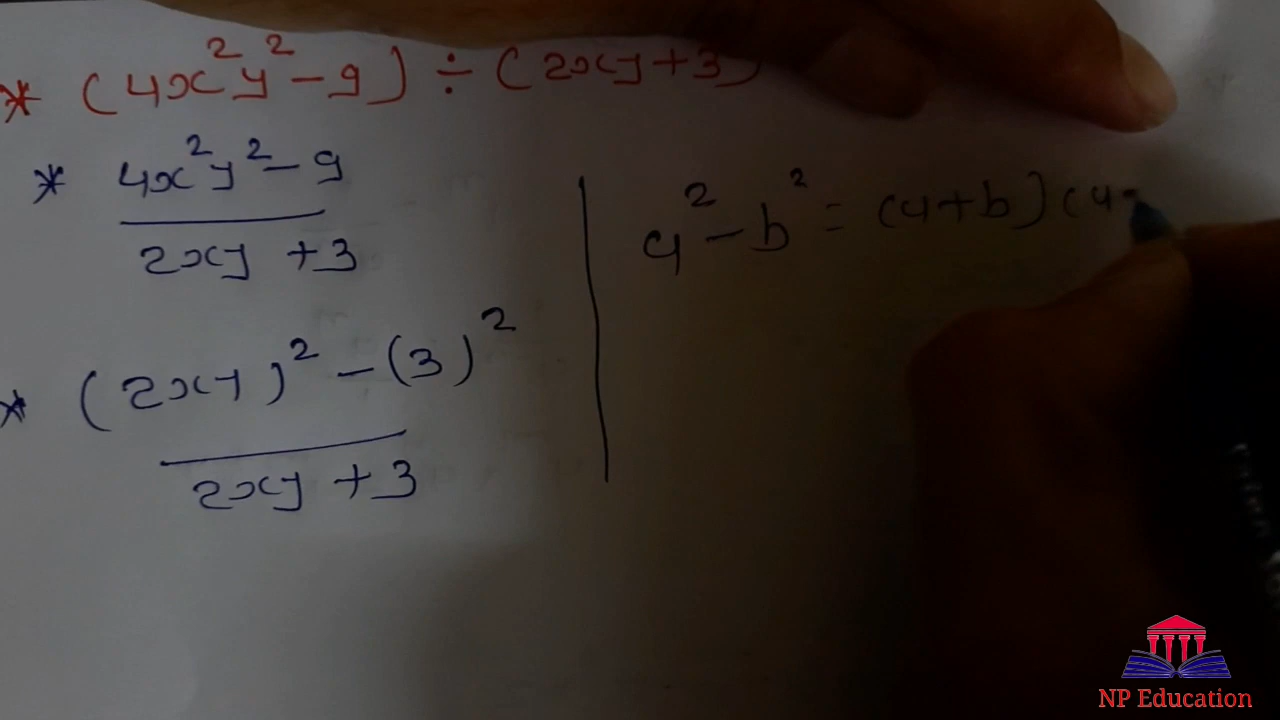 * (4x²y² - 9) ÷ (2xy + 3)
* 4x²y² - 9
2xy + 3
a² - b² = (a + b) (a -
* (2xy)² - (3)²
2xy + 3
NP Education